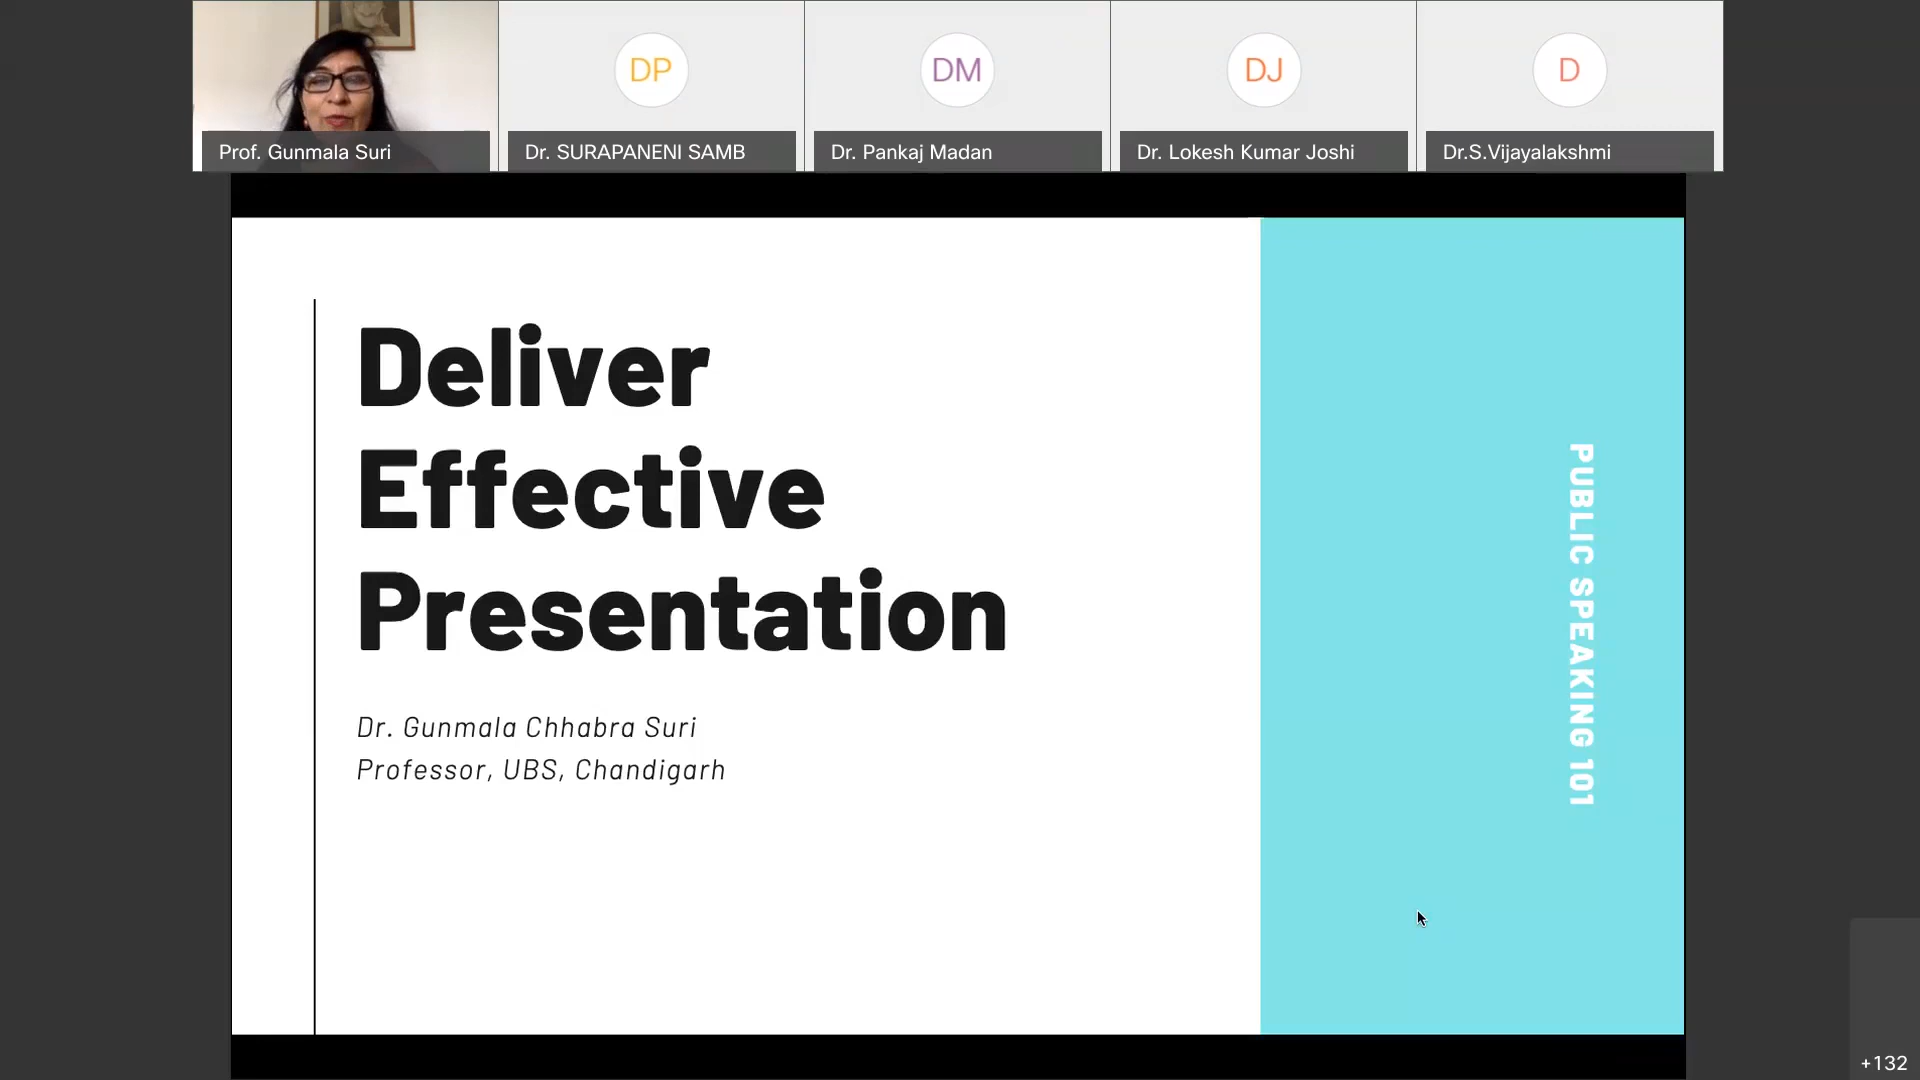 DP
DM
DJ
D
Prof. Gunmala Suri
Dr. SURAPANENI SAMB
Dr. Pankaj Madan
Dr. Lokesh Kumar Joshi
Dr.S.Vijayalakshmi
Deliver
Effective
Presentation
Dr. Gunmala Chhabra Suri
Professor, UBS, Chandigarh
PUBLIC SPEAKING 101
+132